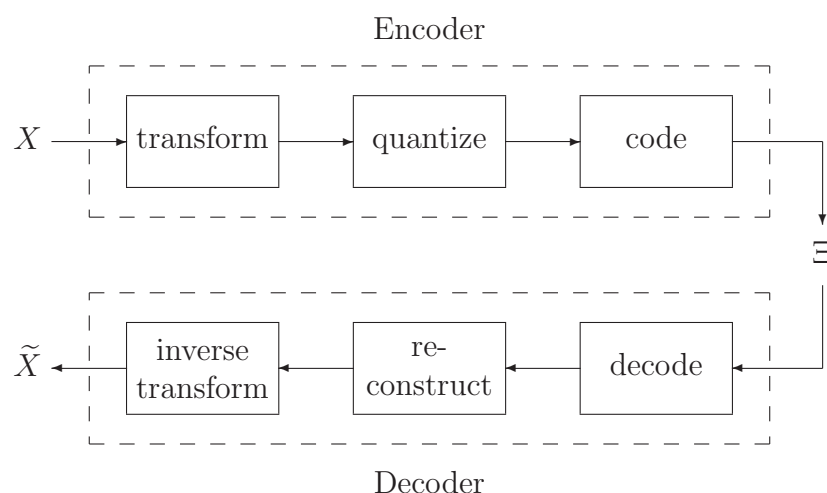 Encoder
X
transform
quantize
code
Ξ
X̃
inverse
transform
re-
construct
decode
Decoder